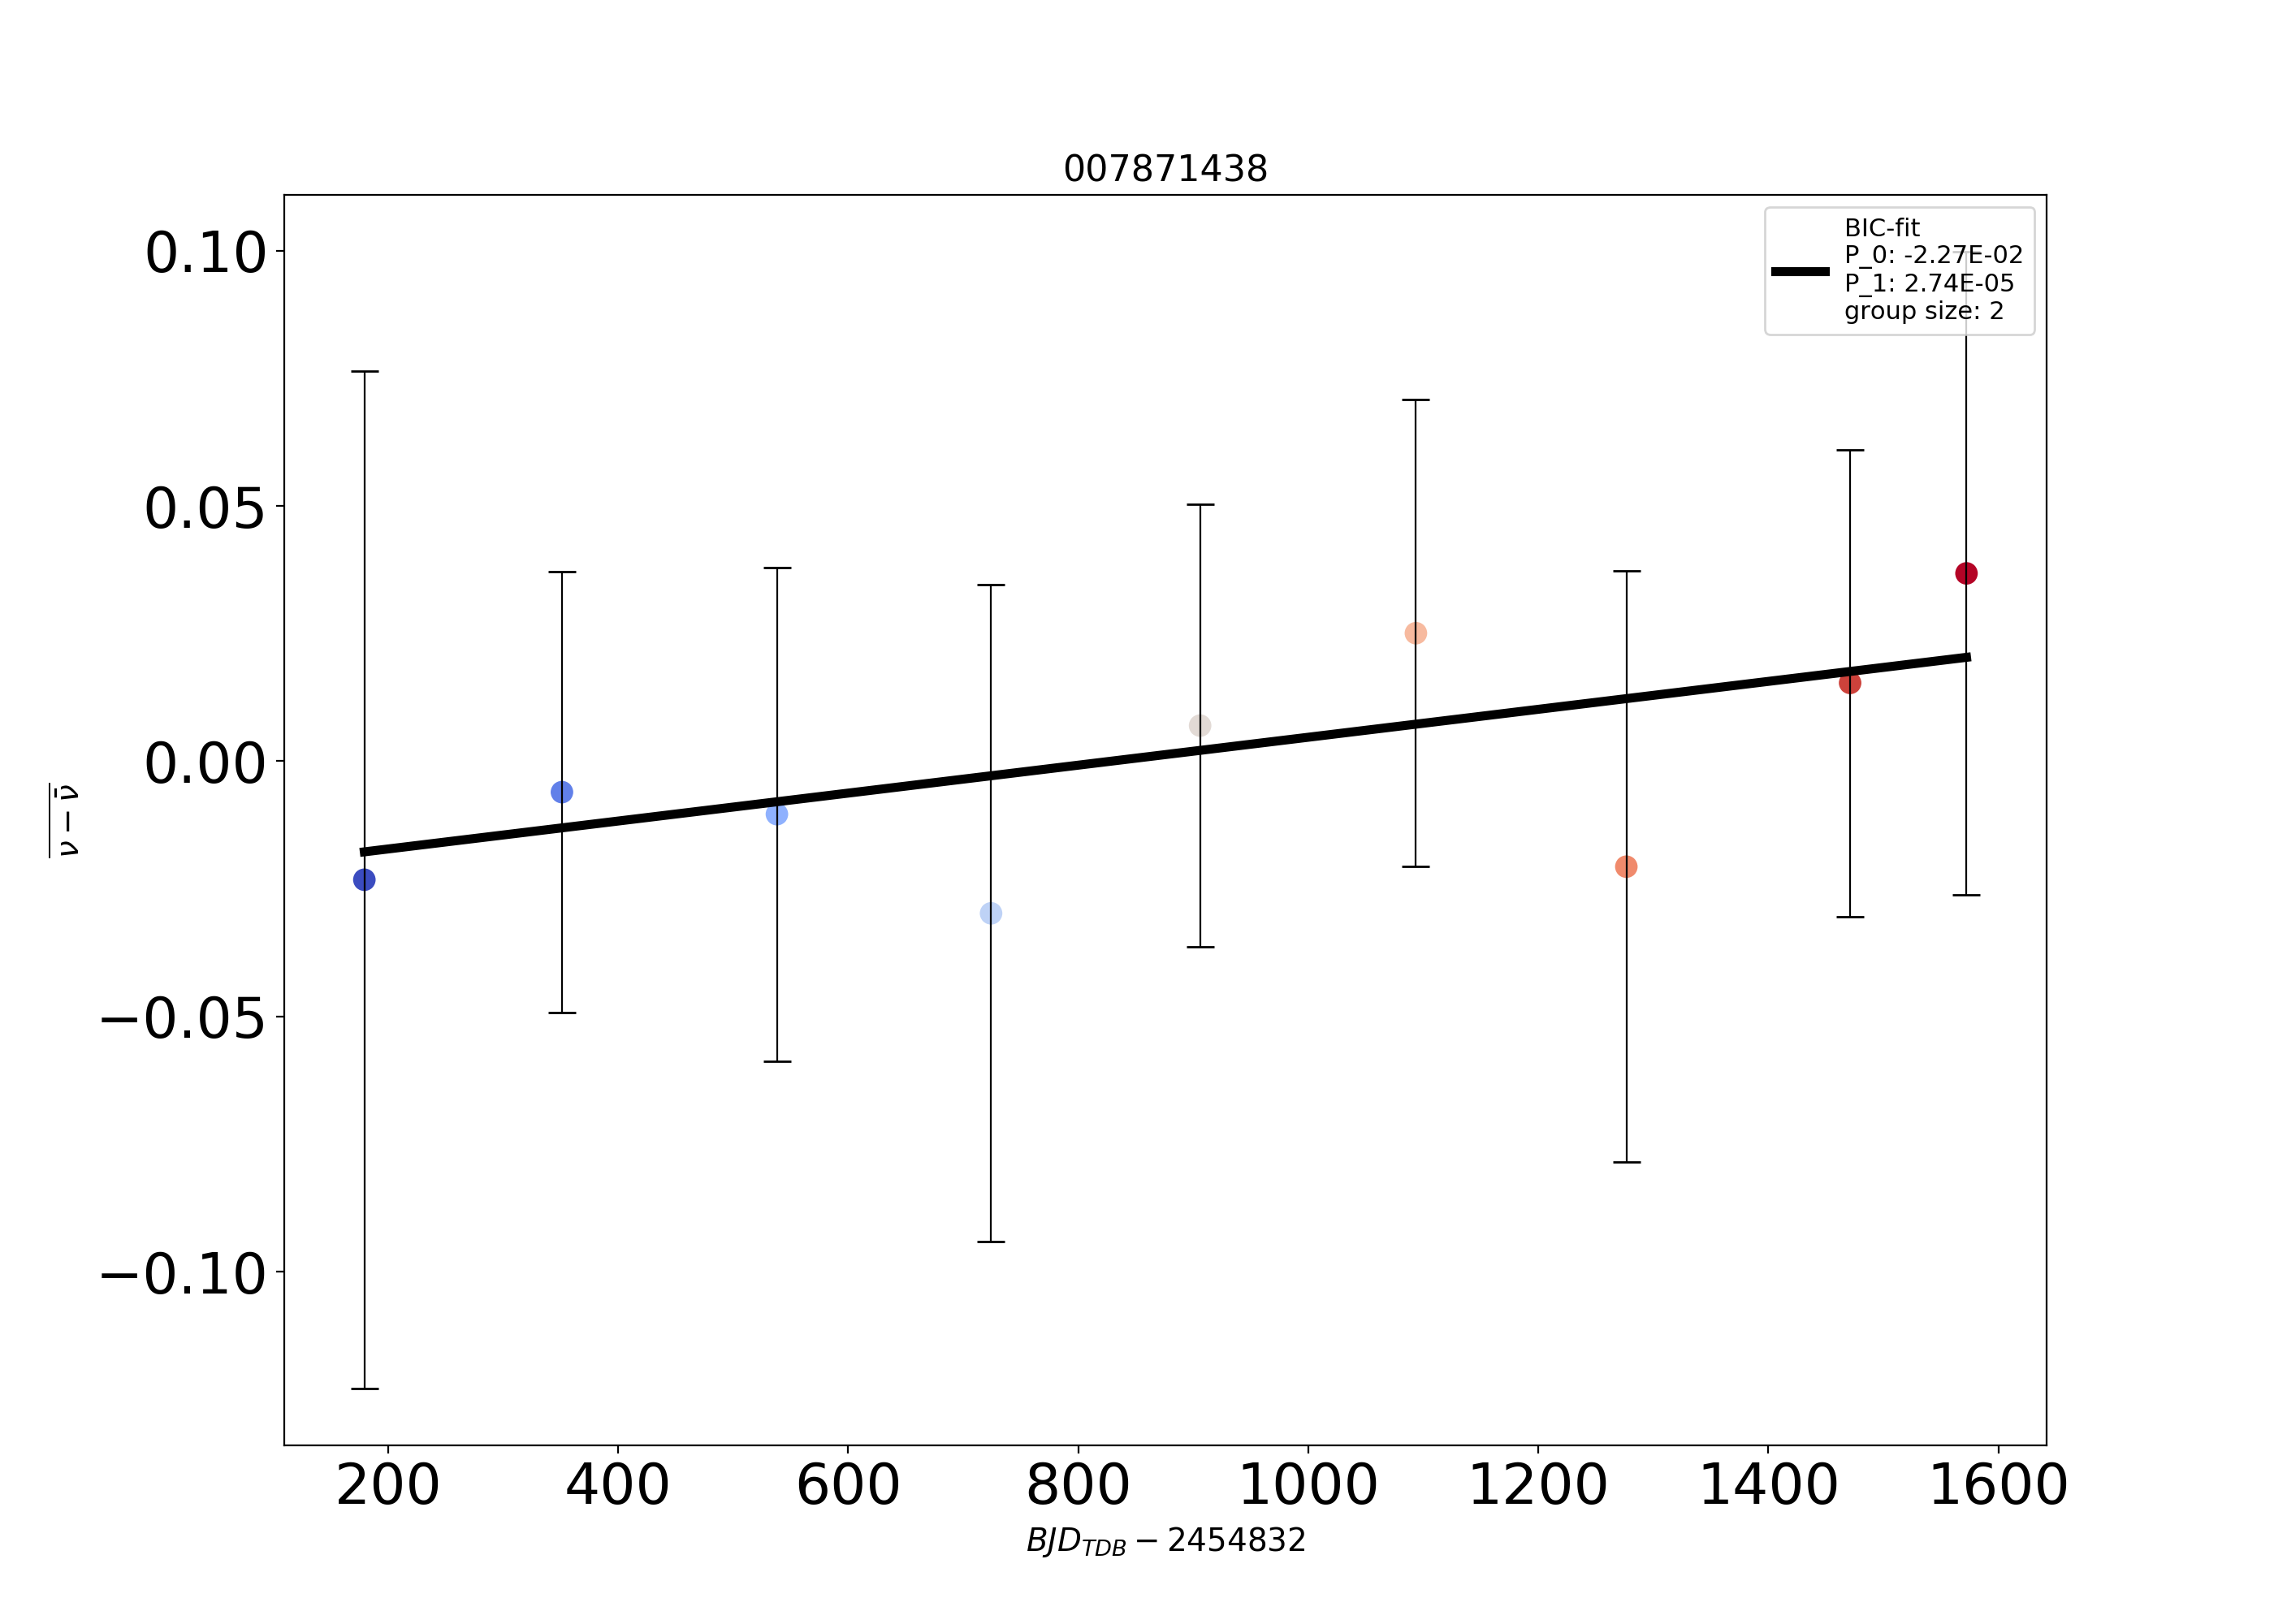 007871438
BIC-fit
P_0: -2.27E-02
P_1: 2.74E-05
group size: 2
0.10
0.05
0.00
−0.05
−0.10
ν − ν̄
200 400 600 800 1000 1200 1400 1600
BJD_TDB − 2454832